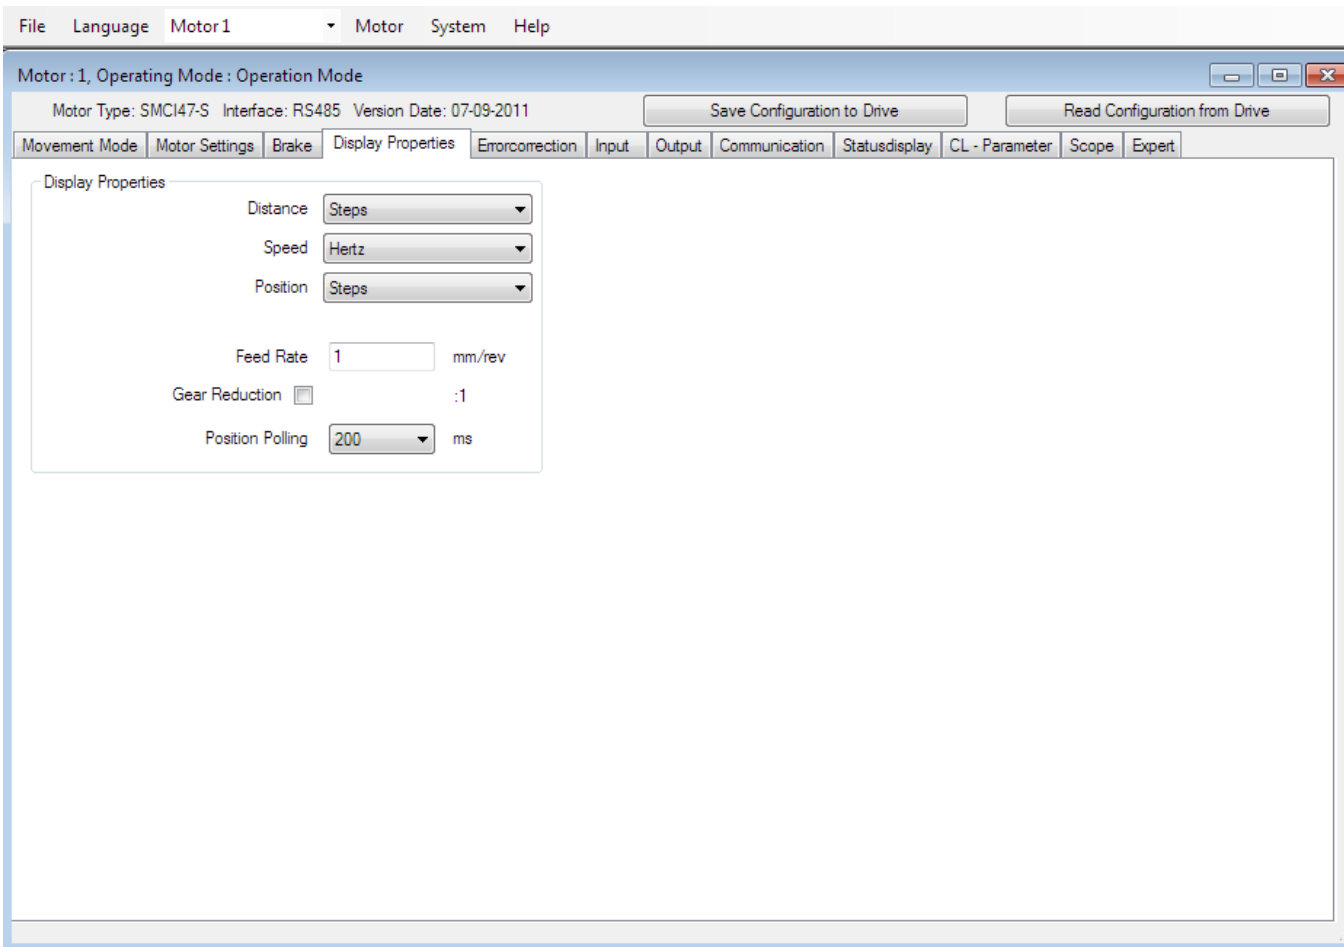 File Language Motor1 Motor System Help
Motor : 1, Operating Mode : Operation Mode
Motor Type: SMCI47-S Interface: RS485 Version Date: 07-09-2011 Save Configuration to Drive Read Configuration from Drive
Movement Mode Motor Settings Brake Display Properties Errorcorrection Input Output Communication Statusdisplay CL - Parameter Scope Expert
Display Properties
Distance Steps
Speed Hertz
Position Steps
Feed Rate 1 mm/rev
Gear Reduction :1
Position Polling 200 ms